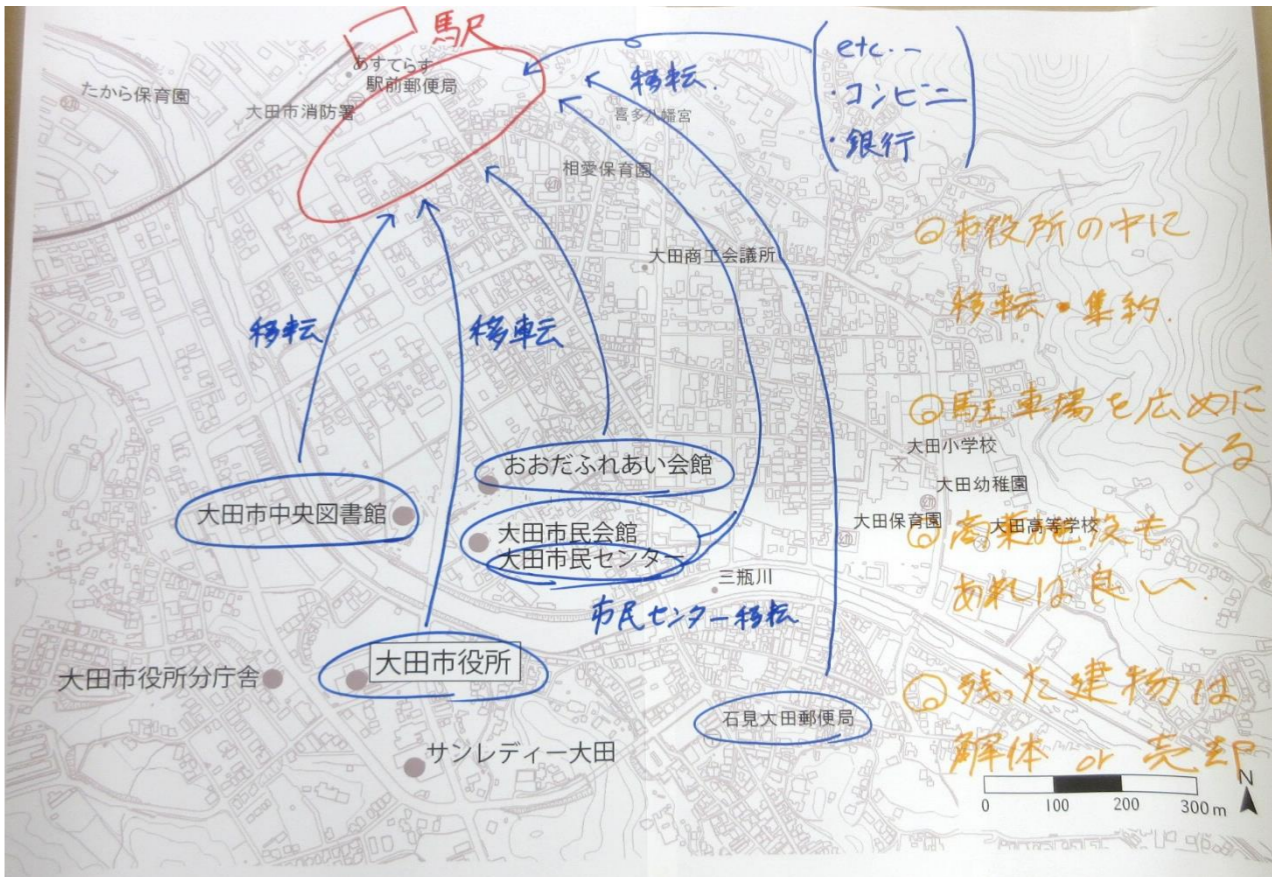 駅
etc.‥
・コンビニ
・銀行
あすてらす
駅前郵便局
たから保育園
大田市消防署
移転.
喜多八幡宮
相愛保育園
◎市役所の中に
移転・集約.
大田商工会議所
移転
移転
◎駐車場を広めに
とる
大田小学校
おおだふれあい会館
大田幼稚園
大田市中央図書館
大田保育園
大田高等学校
大田市民会館
大田市民センター
◎商業施設も
あれば良い.
三瓶川
市民センター移転
大田市役所
大田市役所分庁舎
◎残った建物は
解体 or 売却
石見大田郵便局
サンレディー大田
N
0 100 200 300 m